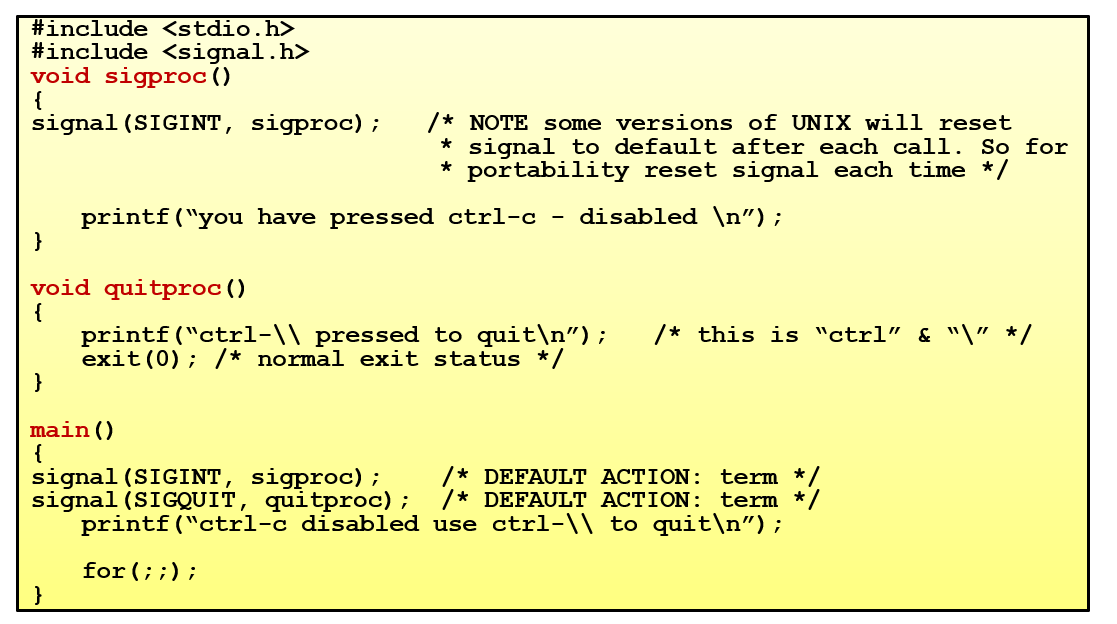 #include <stdio.h>
#include <signal.h>
void sigproc()
{
signal(SIGINT, sigproc);   /* NOTE some versions of UNIX will reset
                            * signal to default after each call. So for
                            * portability reset signal each time */

    printf(“you have pressed ctrl-c - disabled \n”);
}

void quitproc()
{
    printf(“ctrl-\\ pressed to quit\n”);   /* this is “ctrl” & “\” */
    exit(0); /* normal exit status */
}

main()
{
signal(SIGINT, sigproc);    /* DEFAULT ACTION: term */
signal(SIGQUIT, quitproc);  /* DEFAULT ACTION: term */
    printf(“ctrl-c disabled use ctrl-\\ to quit\n”);

    for(;;);
}